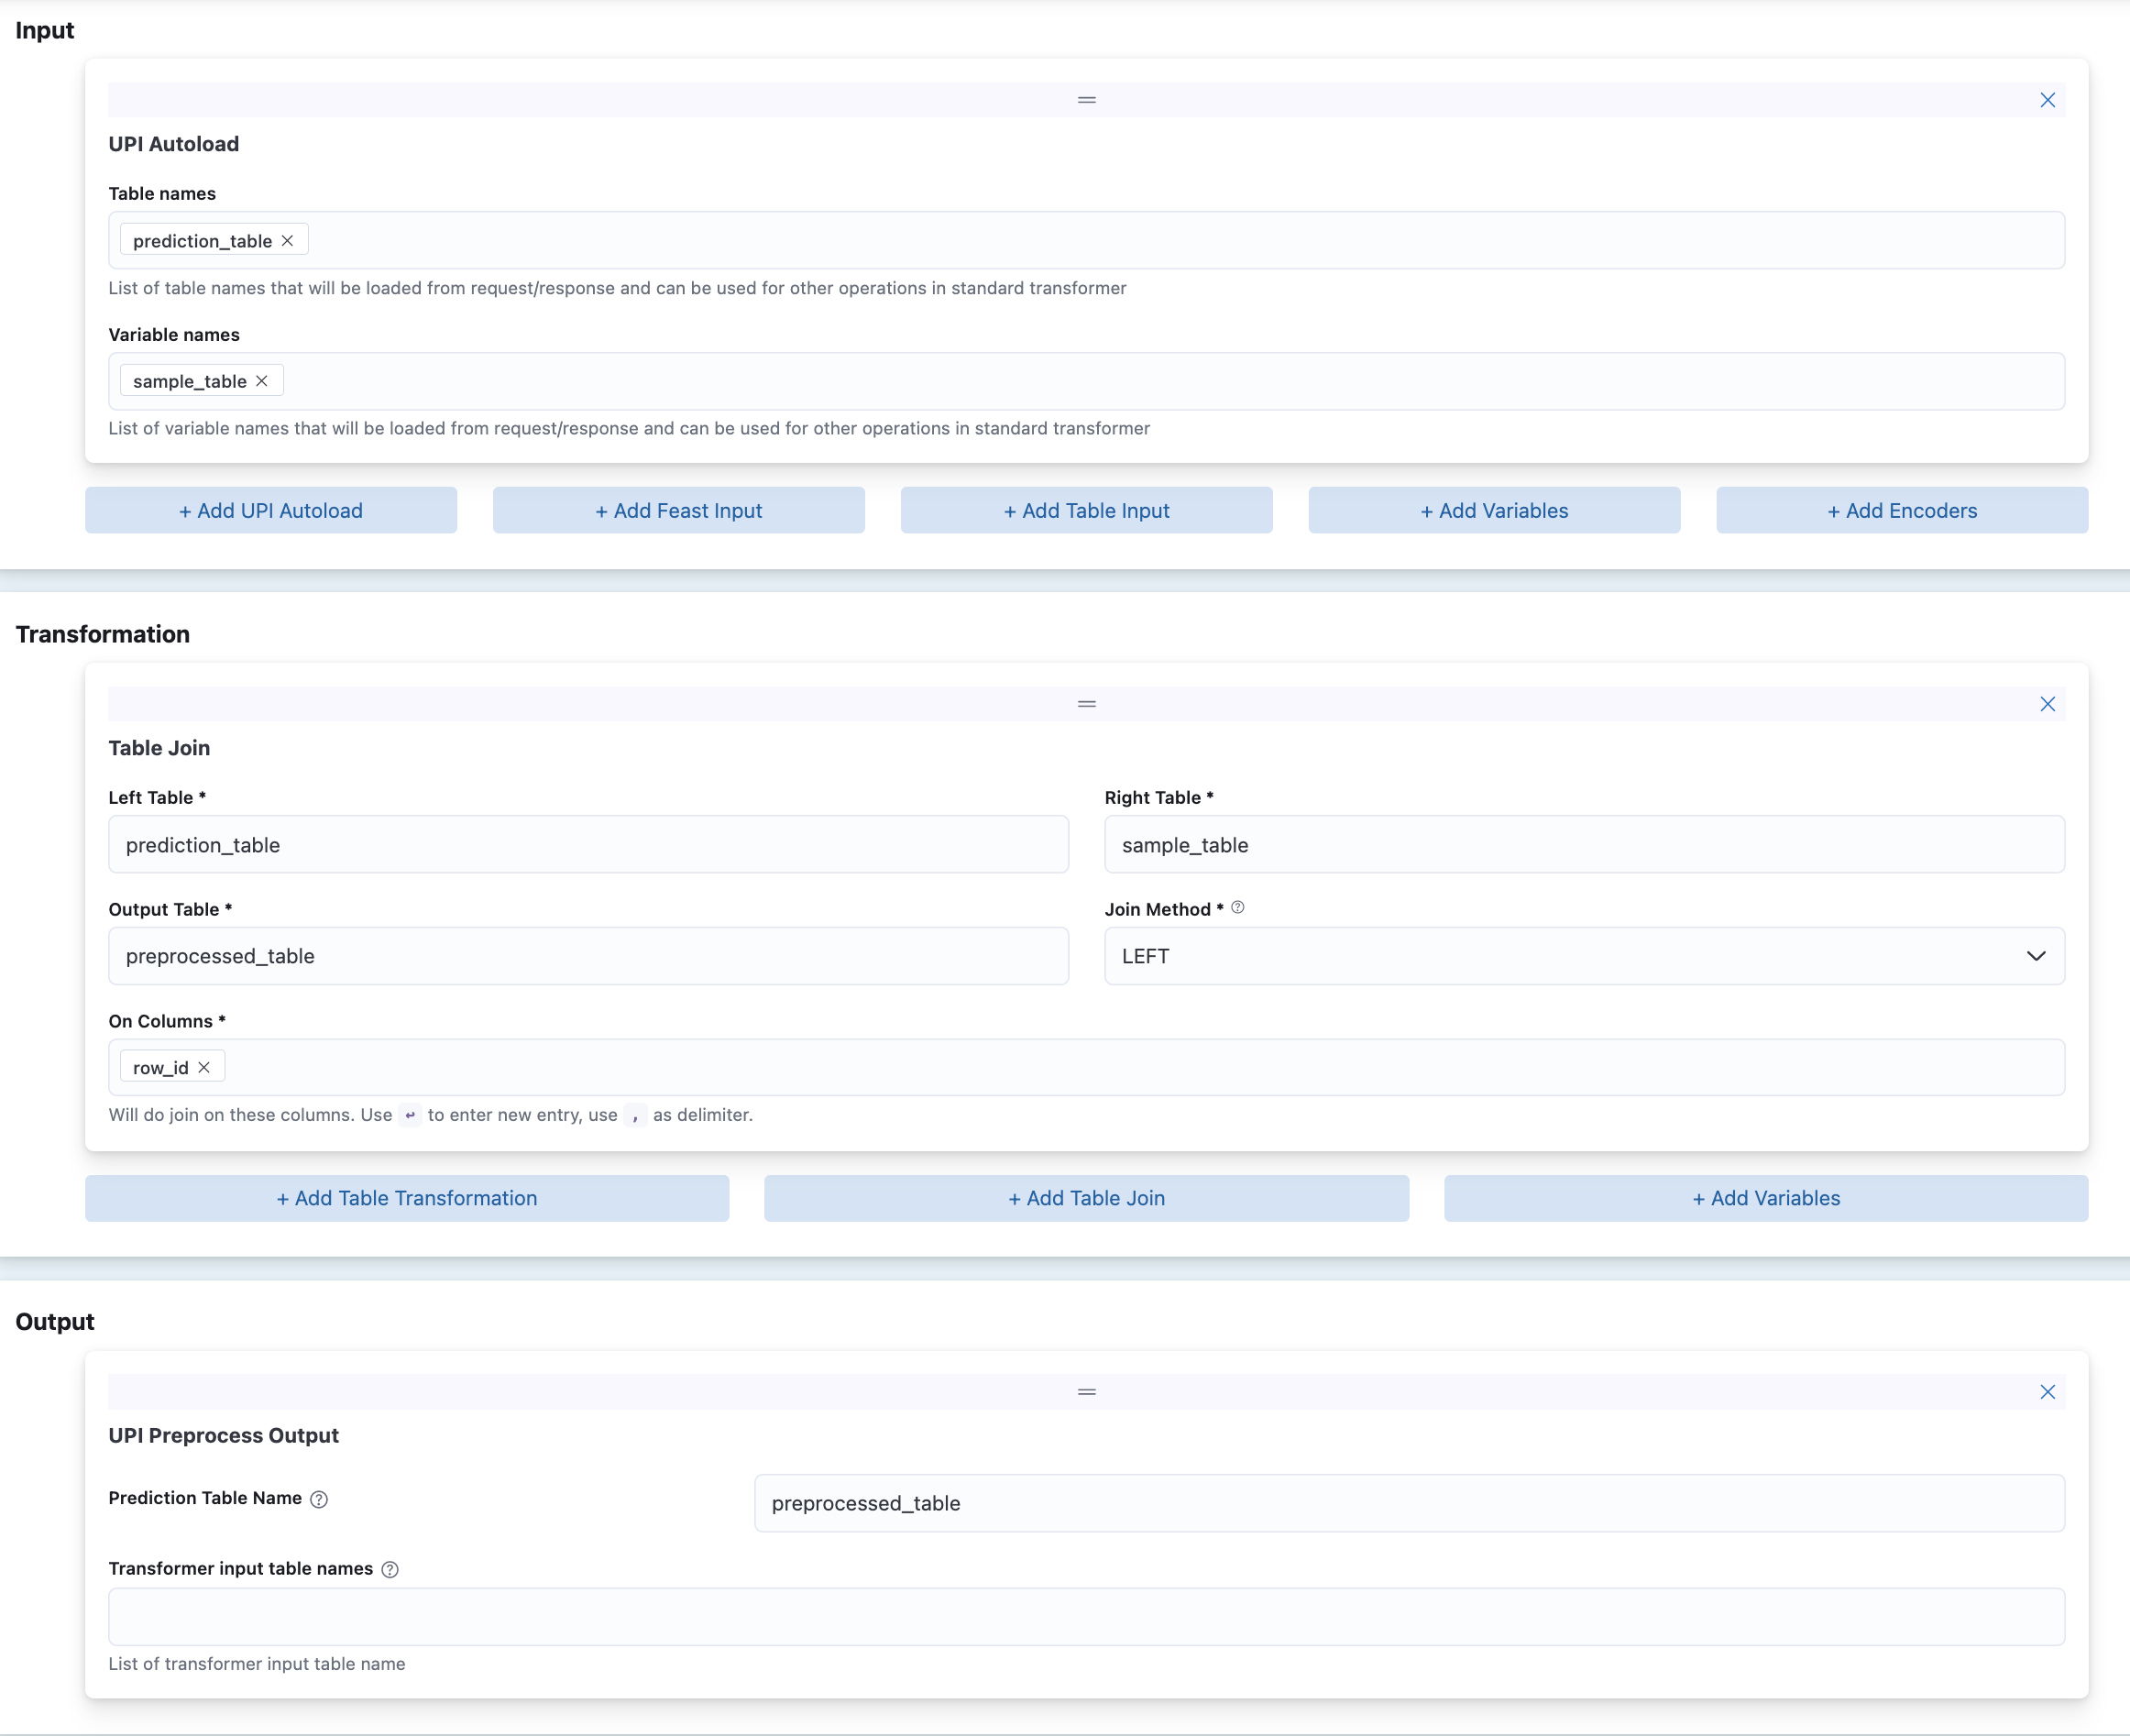 Input
UPI Autoload
Table names
prediction_table
List of table names that will be loaded from request/response and can be used for other operations in standard transformer
Variable names
sample_table
List of variable names that will be loaded from request/response and can be used for other operations in standard transformer
+ Add UPI Autoload
+ Add Feast Input
+ Add Table Input
+ Add Variables
+ Add Encoders
Transformation
Table Join
Left Table *
Right Table *
prediction_table
sample_table
Output Table *
Join Method *
preprocessed_table
LEFT
On Columns *
row_id
Will do join on these columns. Use ↩ to enter new entry, use , as delimiter.
+ Add Table Transformation
+ Add Table Join
+ Add Variables
Output
UPI Preprocess Output
Prediction Table Name
preprocessed_table
Transformer input table names
List of transformer input table name